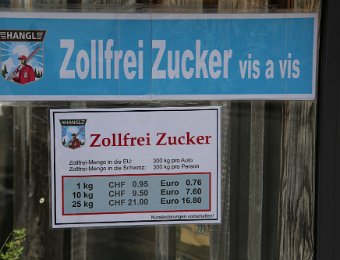 HANGL
Zollfrei Zucker vis a vis
HANGL
Zollfrei Zucker
Zollfrei-Menge in die EU: 300 kg pro Auto
Zollfrei-Menge in die Schweiz: 300 kg pro Person
1 kg CHF 0.95 Euro 0.76
10 kg CHF 9.50 Euro 7.60
25 kg CHF 21.00 Euro 16.80